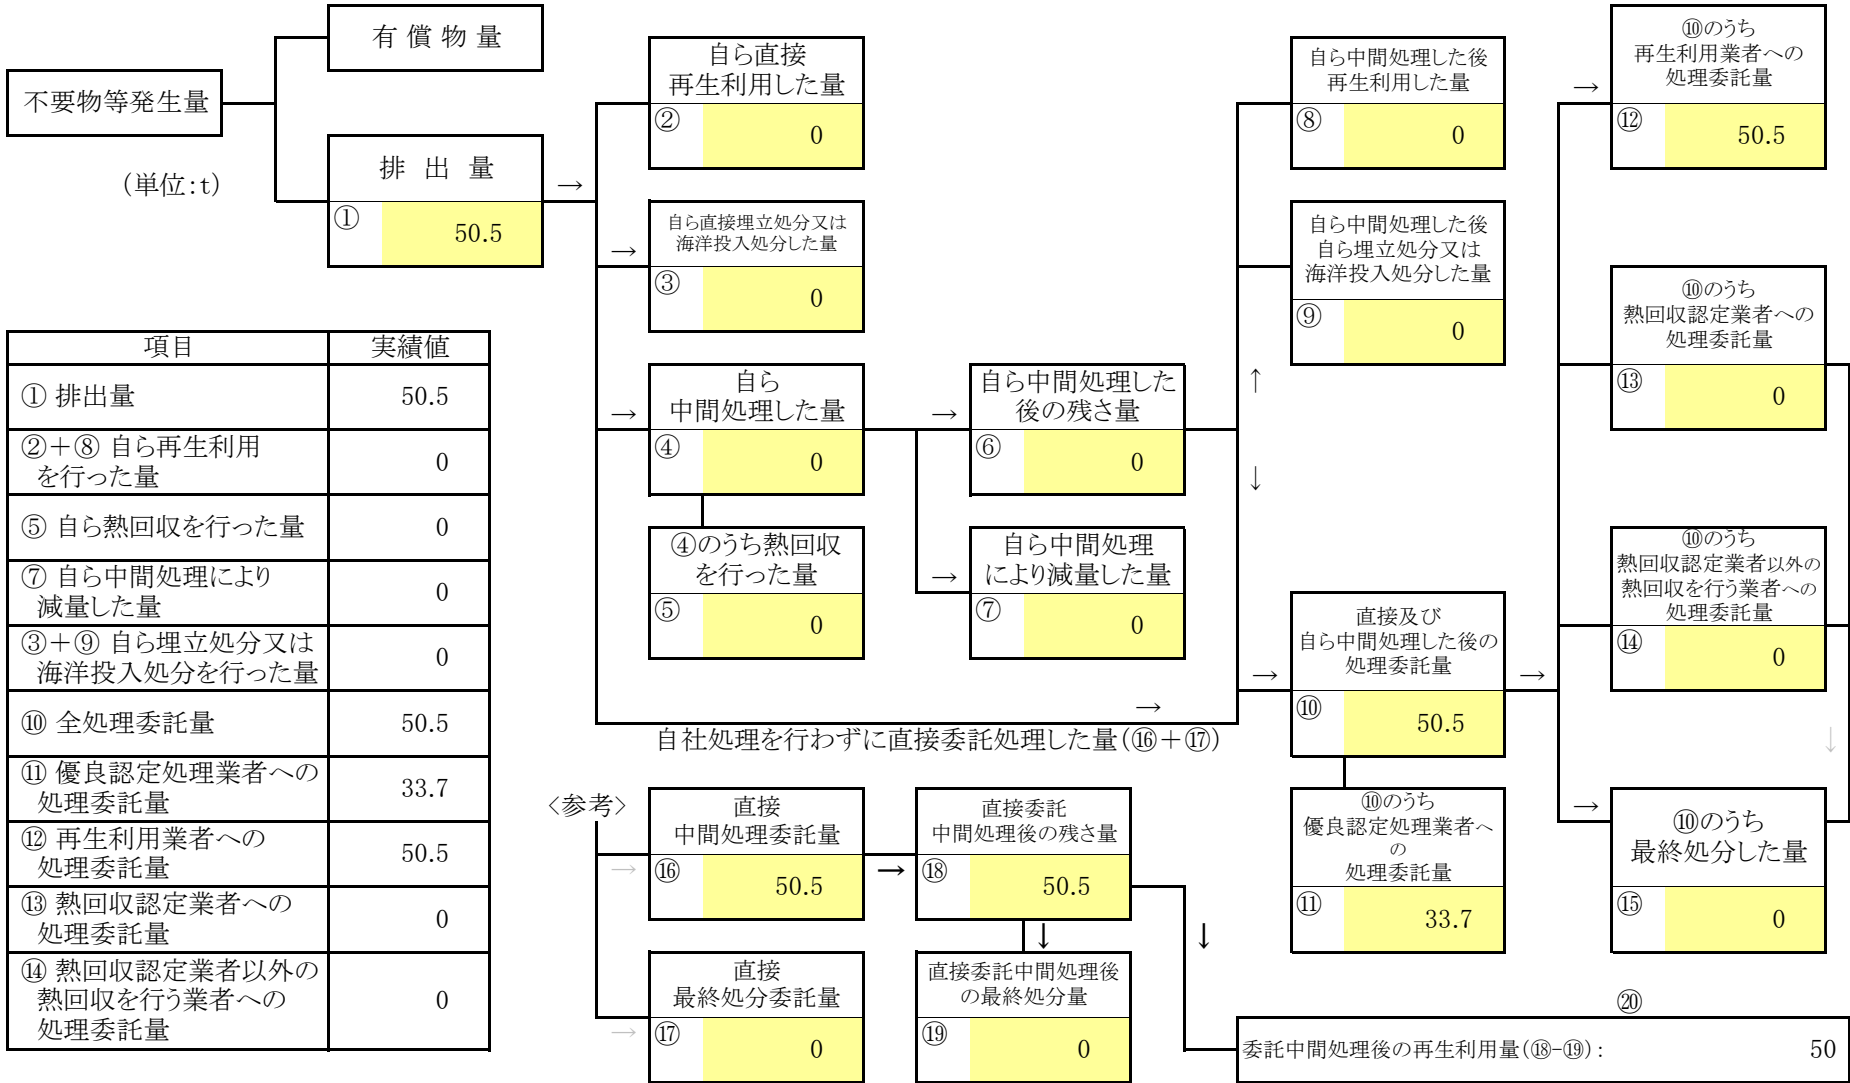 有 償 物 量
不要物等発生量
(単位:t)
排 出 量
① 50.5
→
自ら直接
再生利用した量
② 0
→
自ら直接埋立処分又は
海洋投入処分した量
③ 0
→
自ら
中間処理した量
④ 0
④のうち熱回収
を行った量
⑤ 0
→
自ら中間処理した
後の残さ量
⑥ 0
→
自ら中間処理
により減量した量
⑦ 0
自ら中間処理した後
再生利用した量
⑧ 0
自ら中間処理した後
自ら埋立処分又は
海洋投入処分した量
⑨ 0
↑
↓
→
自社処理を行わずに直接委託処理した量(⑯+⑰)
→
直接及び
自ら中間処理した後の
処理委託量
⑩ 50.5
⑩のうち
優良認定処理業者へ
の
処理委託量
⑪ 33.7
→
→
⑩のうち
再生利用業者への
処理委託量
⑫ 50.5
⑩のうち
熱回収認定業者への
処理委託量
⑬ 0
⑩のうち
熱回収認定業者以外の
熱回収を行う業者への
処理委託量
⑭ 0
↓
→
⑩のうち
最終処分した量
⑮ 0
項目 実績値
① 排出量 50.5
②+⑧ 自ら再生利用
を行った量 0
⑤ 自ら熱回収を行った量 0
⑦ 自ら中間処理により
減量した量 0
③+⑨ 自ら埋立処分又は
海洋投入処分を行った量 0
⑩ 全処理委託量 50.5
⑪ 優良認定処理業者への
処理委託量 33.7
⑫ 再生利用業者への
処理委託量 50.5
⑬ 熱回収認定業者への
処理委託量 0
⑭ 熱回収認定業者以外の
熱回収を行う業者への
処理委託量 0
〈参考〉
→
直接
中間処理委託量
⑯ 50.5
→
直接委託
中間処理後の残さ量
⑱ 50.5
↓
↓
→
直接
最終処分委託量
⑰ 0
直接委託中間処理後
の最終処分量
⑲ 0
⑳
委託中間処理後の再生利用量(⑱-⑲): 50